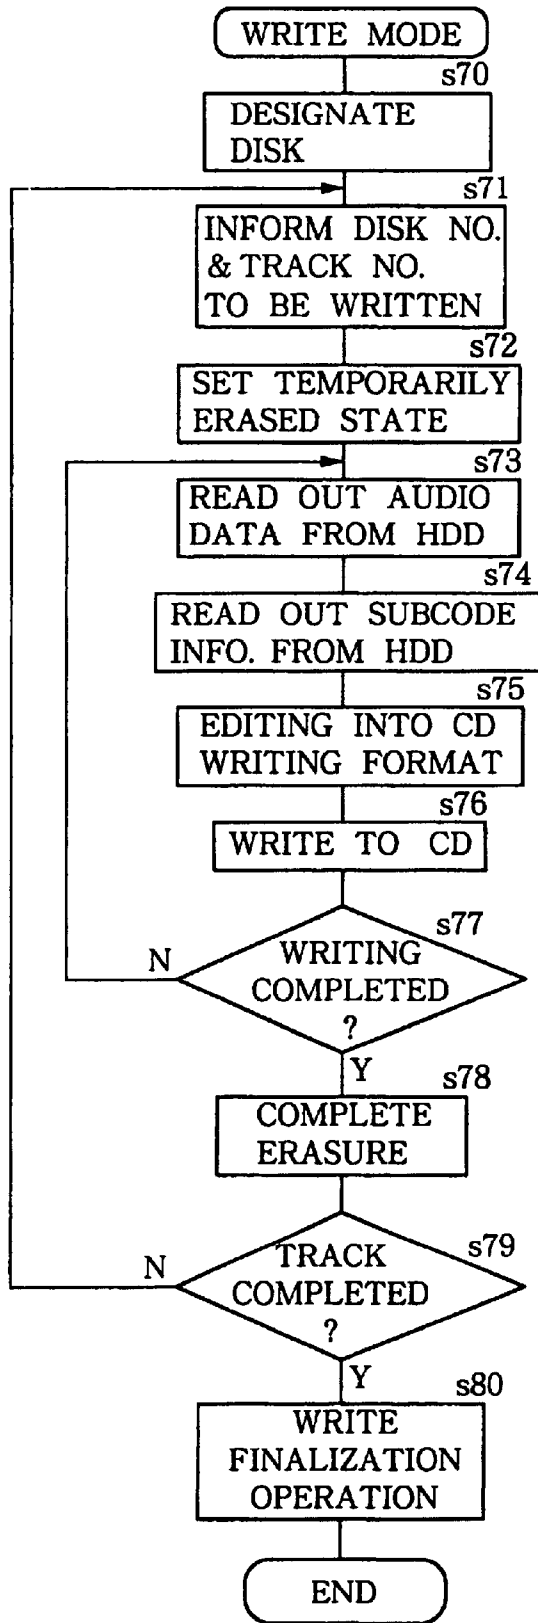 WRITE MODE
s70
DESIGNATE
DISK
s71
INFORM DISK NO.
& TRACK NO.
TO BE WRITTEN
s72
SET TEMPORARILY
ERASED STATE
s73
READ OUT AUDIO
DATA FROM HDD
s74
READ OUT SUBCODE
INFO. FROM HDD
s75
EDITING INTO CD
WRITING FORMAT
s76
WRITE TO CD
s77
N
WRITING
COMPLETED
?
Y
s78
COMPLETE
ERASURE
s79
N
TRACK
COMPLETED
?
Y
s80
WRITE
FINALIZATION
OPERATION
END